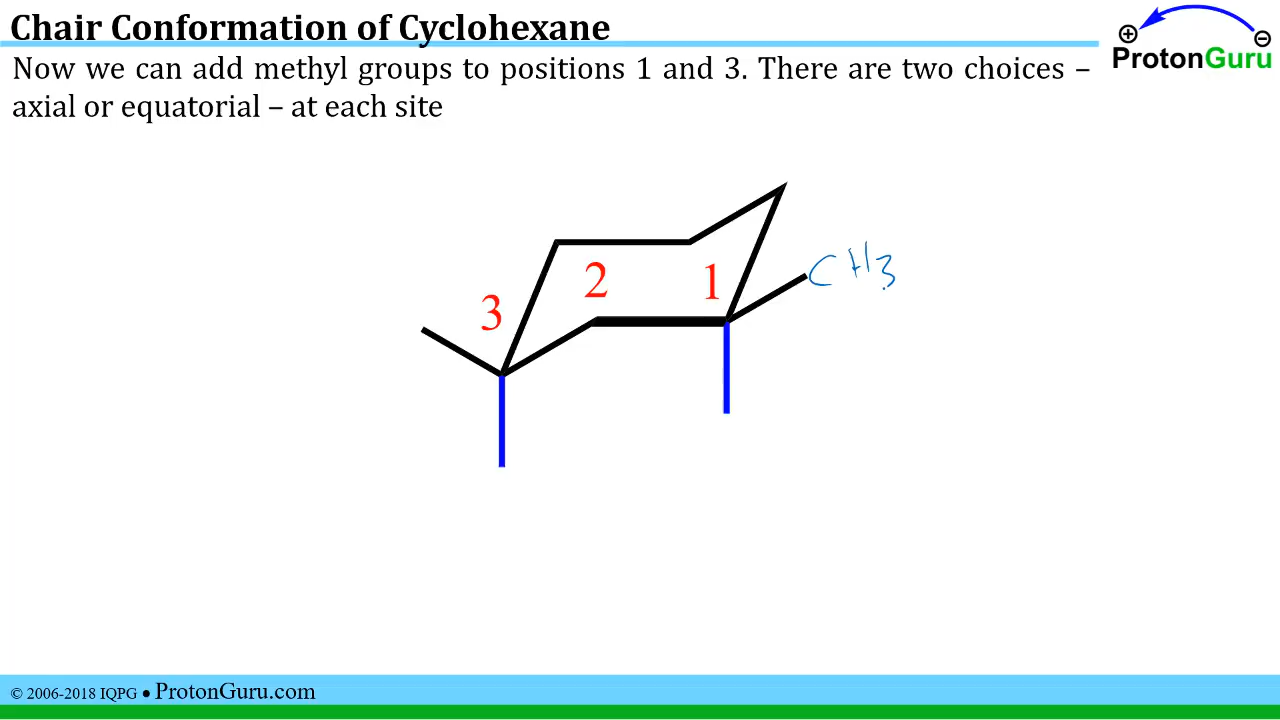 Chair Conformation of Cyclohexane
⊕ ⊖
ProtonGuru
Now we can add methyl groups to positions 1 and 3. There are two choices –
axial or equatorial – at each site
CH3
3 2 1
© 2006-2018 IQPG ● ProtonGuru.com